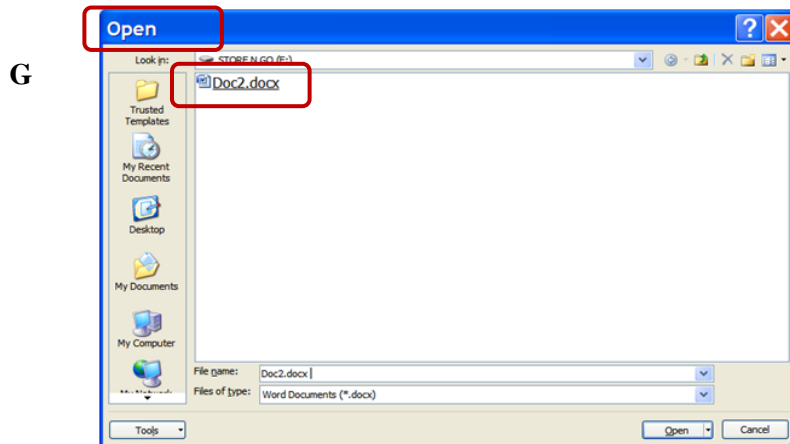 Open
Look in: STORE N GO (E:)
G
Doc2.docx
Trusted
Templates
My Recent
Documents
Desktop
My Documents
My Computer
File name: Doc2.docx
Files of type: Word Documents (*.docx)
Tools Open Cancel